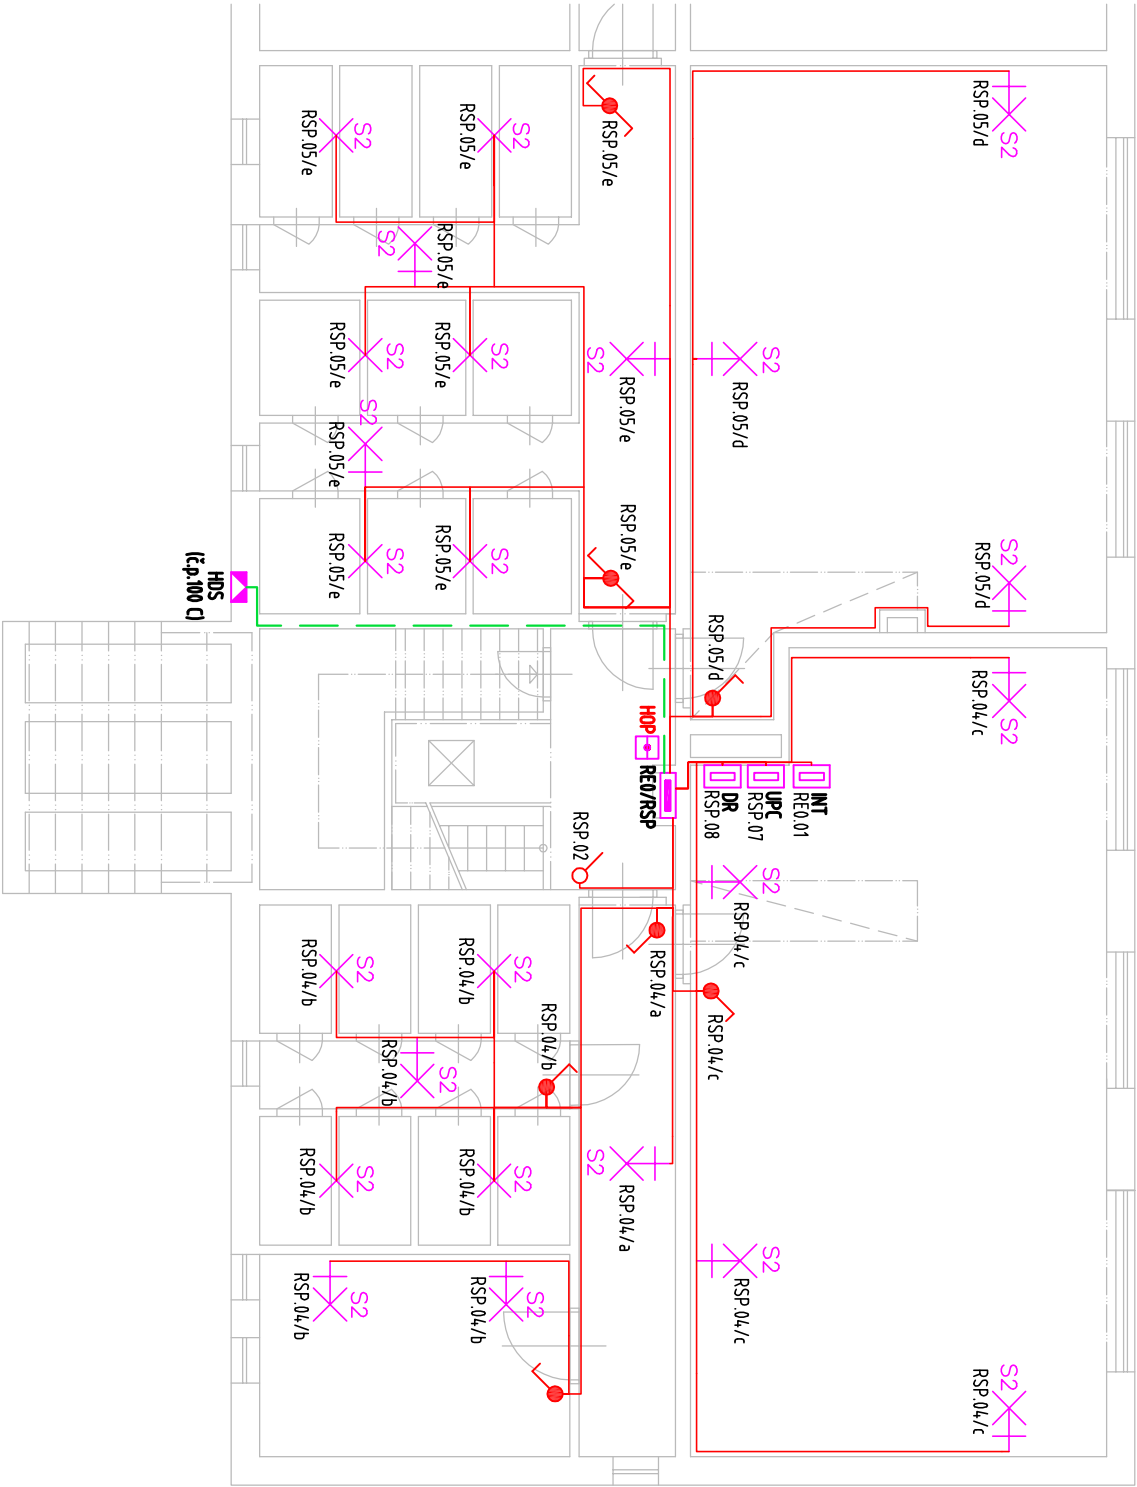 S2
RSP.05/d
S2
RSP.05/e
S2
RSP.05/e
RSP.05/e
S2
RSP.05/e
S2
RSP.05/e
S2
RSP.05/e
S2
RSP.05/e
S2
RSP.05/d
S2
RSP.05/e
S2
RSP.05/e
S2
RSP.05/e
RSP.05/e
S2
RSP.05/d
HDS
(č.p.100 C)
RSP.05/d
S2
RSP.04/c
HOP
RE0/RSP
INT
RE0.01
UPC
RSP.07
DR
RSP.08
RSP.02
S2
RSP.04/c
S2
RSP.04/b
S2
RSP.04/b
RSP.04/a
RSP.04/b
RSP.04/c
S2
RSP.04/b
S2
RSP.04/b
S2
RSP.04/b
S2
RSP.04/a
S2
RSP.04/c
S2
RSP.04/b
S2
RSP.04/b
S2
RSP.04/c